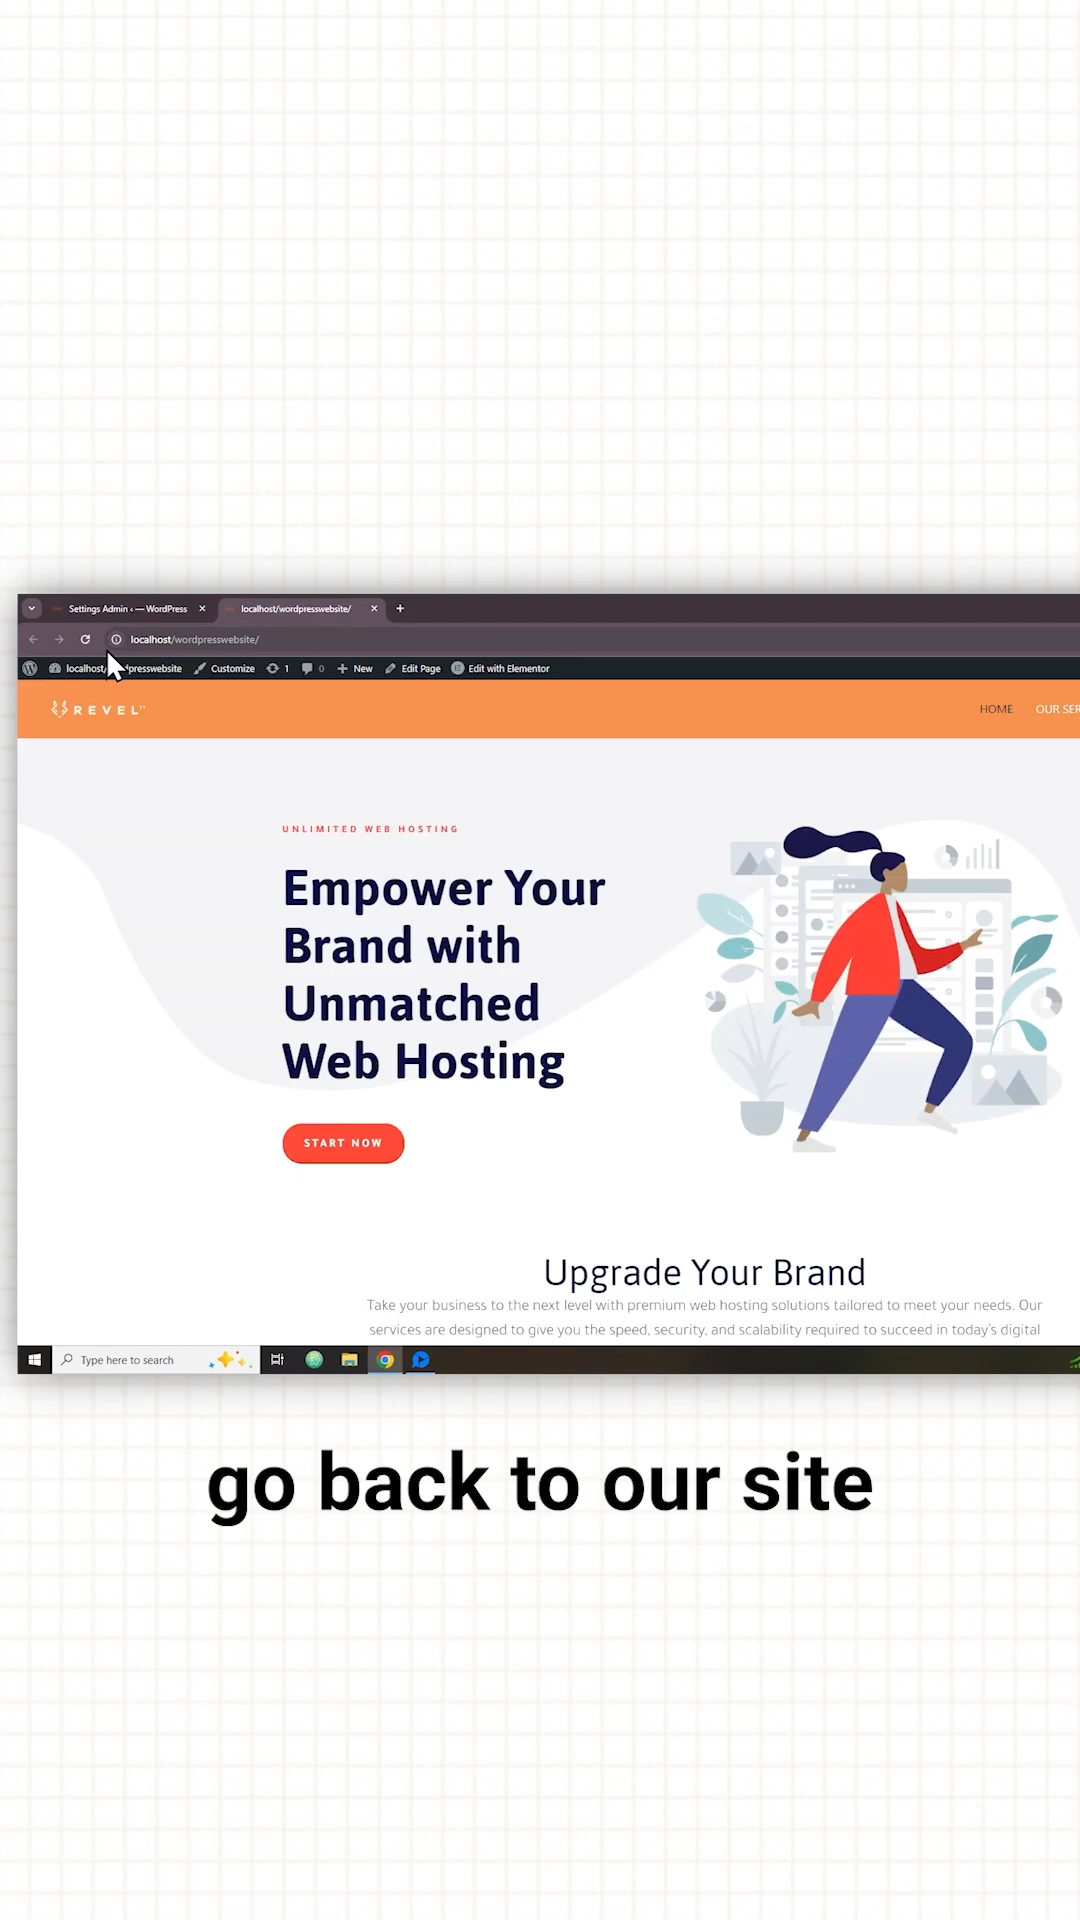 Settings Admin ‹ — WordPress
localhost/wordpresswebsite/
localhost/wordpresswebsite/
Customize
1
0
New
Edit Page
Edit with Elementor
REVEL
HOME
UNLIMITED WEB HOSTING
Empower Your
Brand with
Unmatched
Web Hosting
START NOW
Upgrade Your Brand
Take your business to the next level with premium web hosting solutions tailored to meet your needs. Our
services are designed to give you the speed, security, and scalability required to succeed in today's digital
Type here to search
go back to our site